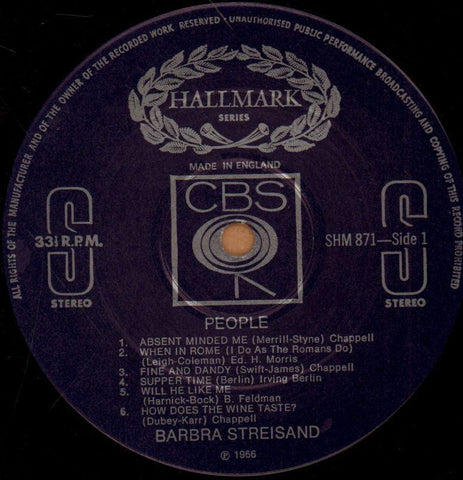 ALL RIGHTS OF THE MANUFACTURER AND OF THE OWNER OF THE RECORDED WORK RESERVED - UNAUTHORISED PUBLIC PERFORMANCE BROADCASTING AND COPYING OF THIS RECORD PROHIBITED
HALLMARK
SERIES
MADE IN ENGLAND
CBS
S S
33⅓ R.P.M. SHM 871—Side 1
STEREO STEREO
PEOPLE
1. ABSENT MINDED ME (Merrill-Styne) Chappell
2. WHEN IN ROME (I Do As The Romans Do)
(Leigh-Coleman) Ed. H. Morris
3. FINE AND DANDY (Swift-James) Chappell
4. SUPPER TIME (Berlin) Irving Berlin
5. WILL HE LIKE ME
(Harnick-Bock) B. Feldman
6. HOW DOES THE WINE TASTE?
(Dubey-Karr) Chappell
BARBRA STREISAND
℗ 1966